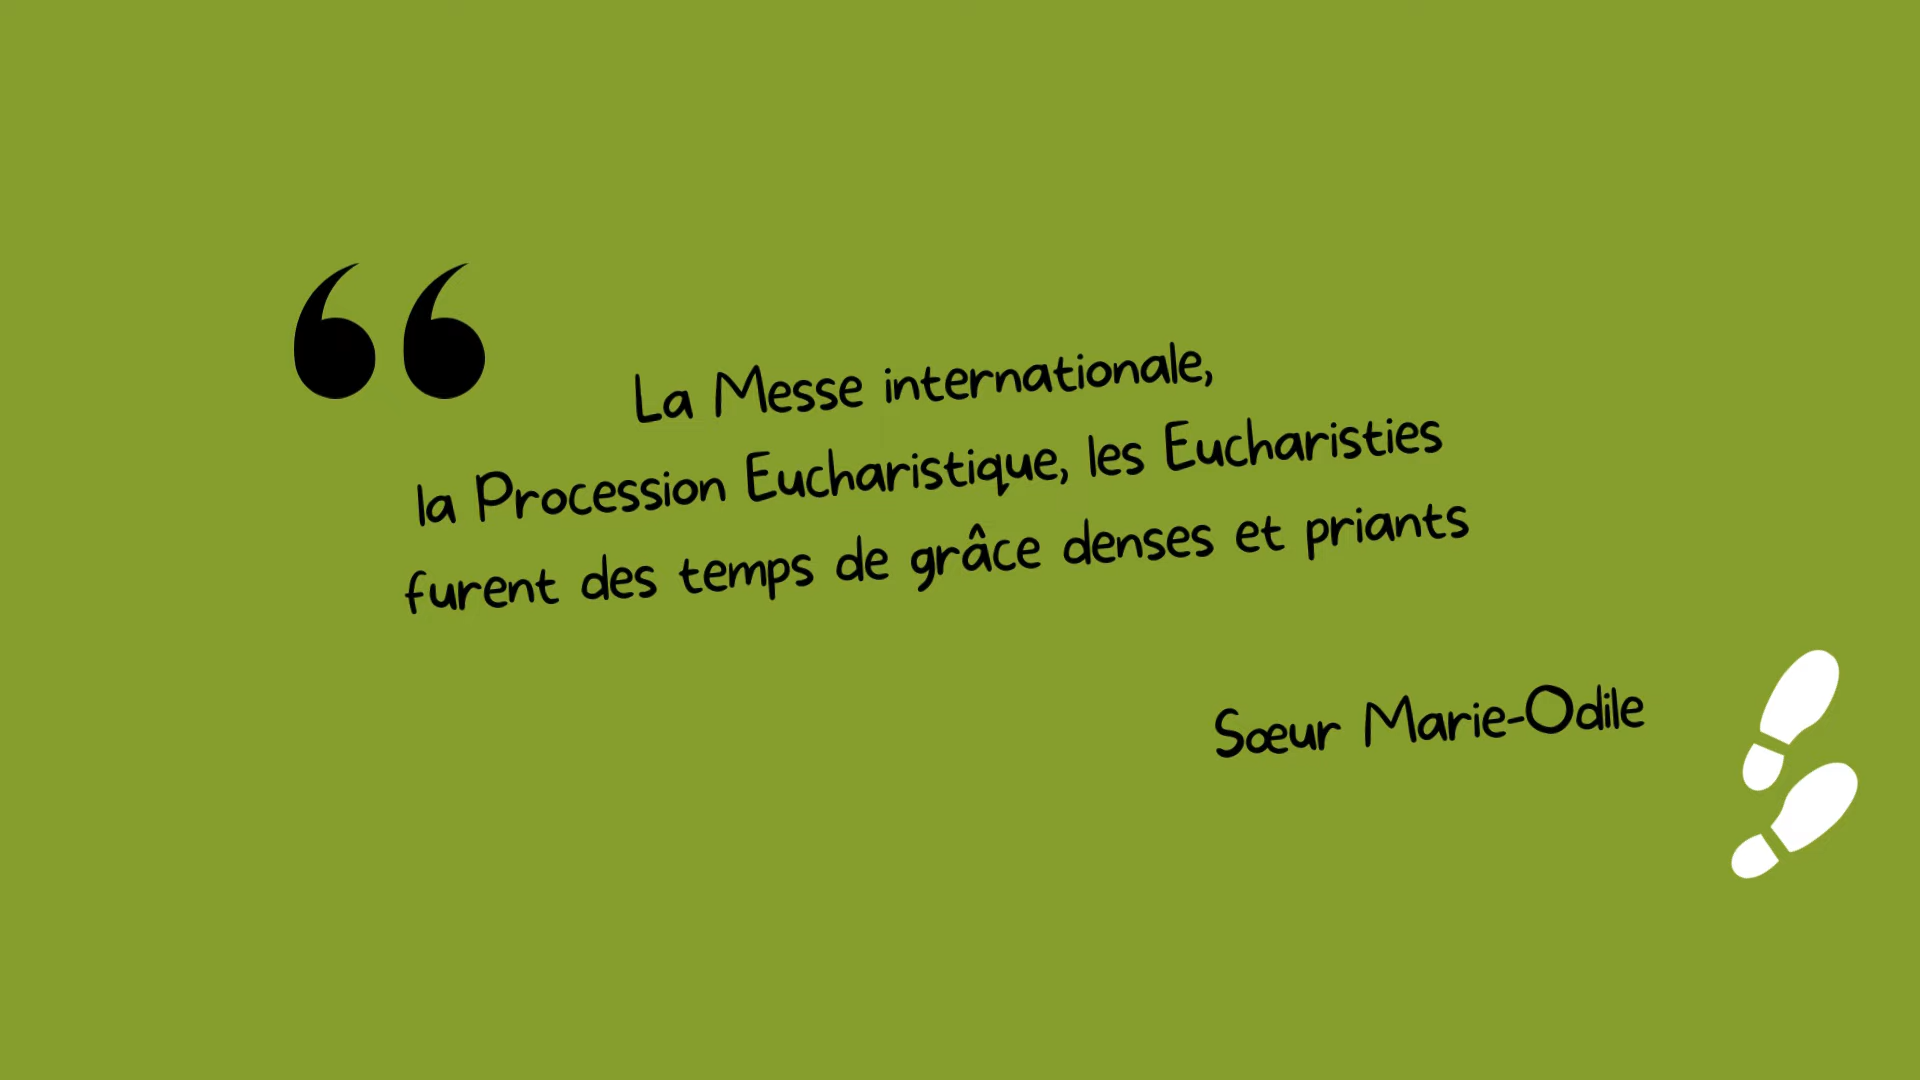 “
La Messe internationale,
la Procession Eucharistique, les Eucharisties
furent des temps de grâce denses et priants
Sœur Marie-Odile